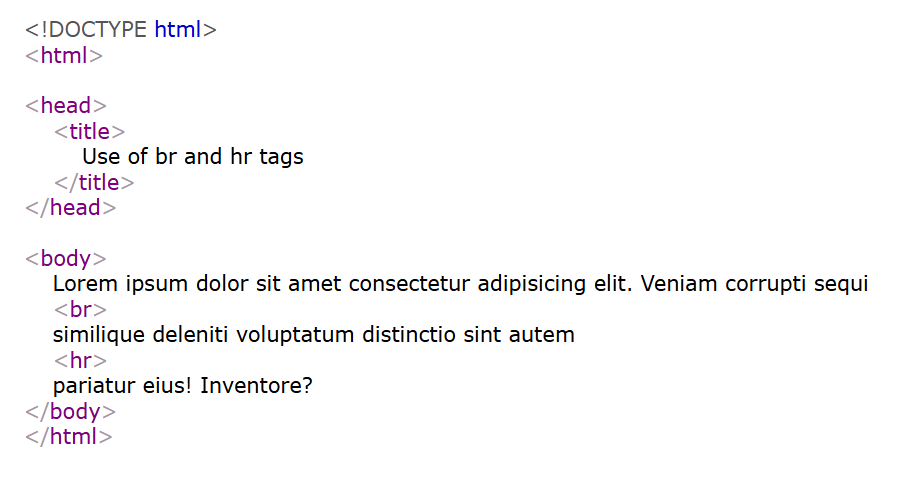 <!DOCTYPE html>
<html>
<head>
<title>
Use of br and hr tags
</title>
</head>
<body>
Lorem ipsum dolor sit amet consectetur adipisicing elit. Veniam corrupti sequi
<br>
similique deleniti voluptatum distinctio sint autem
<hr>
pariatur eius! Inventore?
</body>
</html>